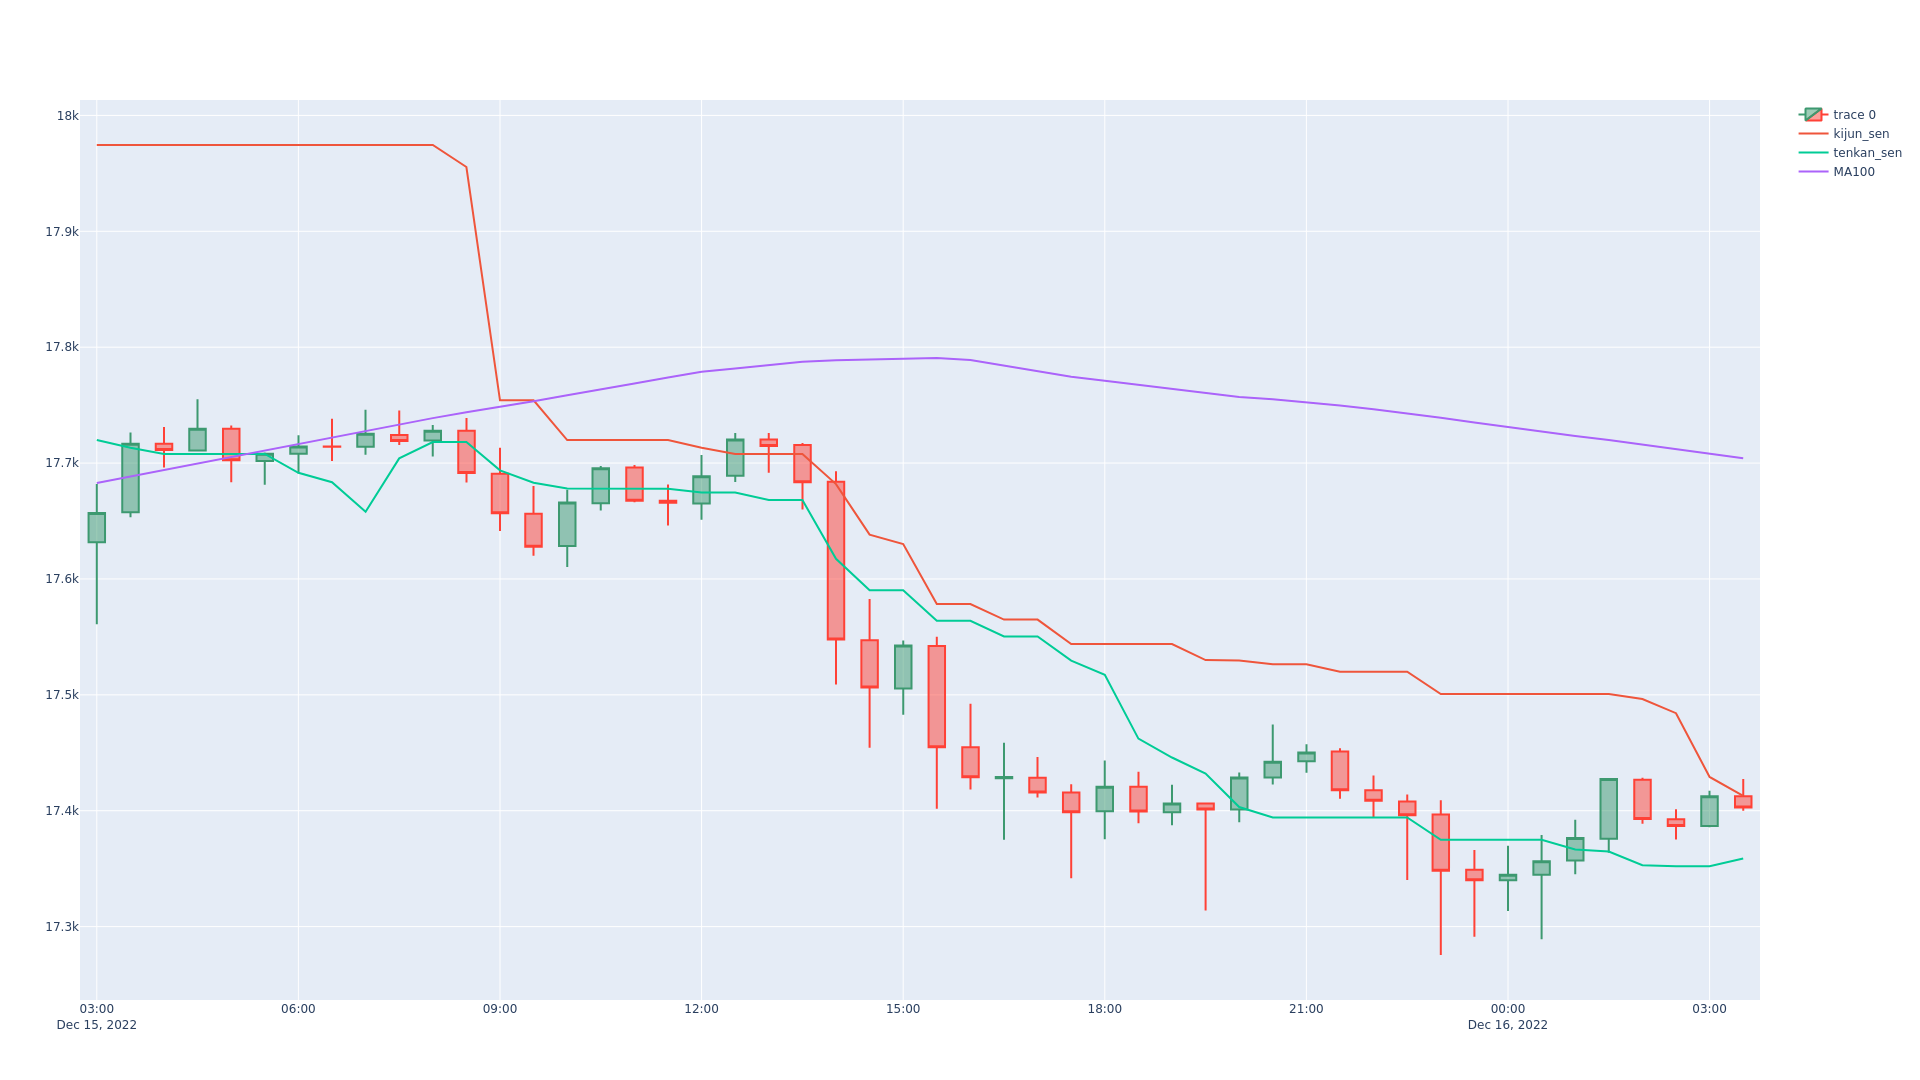 18k
17.9k
17.8k
17.7k
17.6k
17.5k
17.4k
17.3k
03:00 06:00 09:00 12:00 15:00 18:00 21:00 00:00 03:00
Dec 15, 2022 Dec 16, 2022
trace 0
kijun_sen
tenkan_sen
MA100